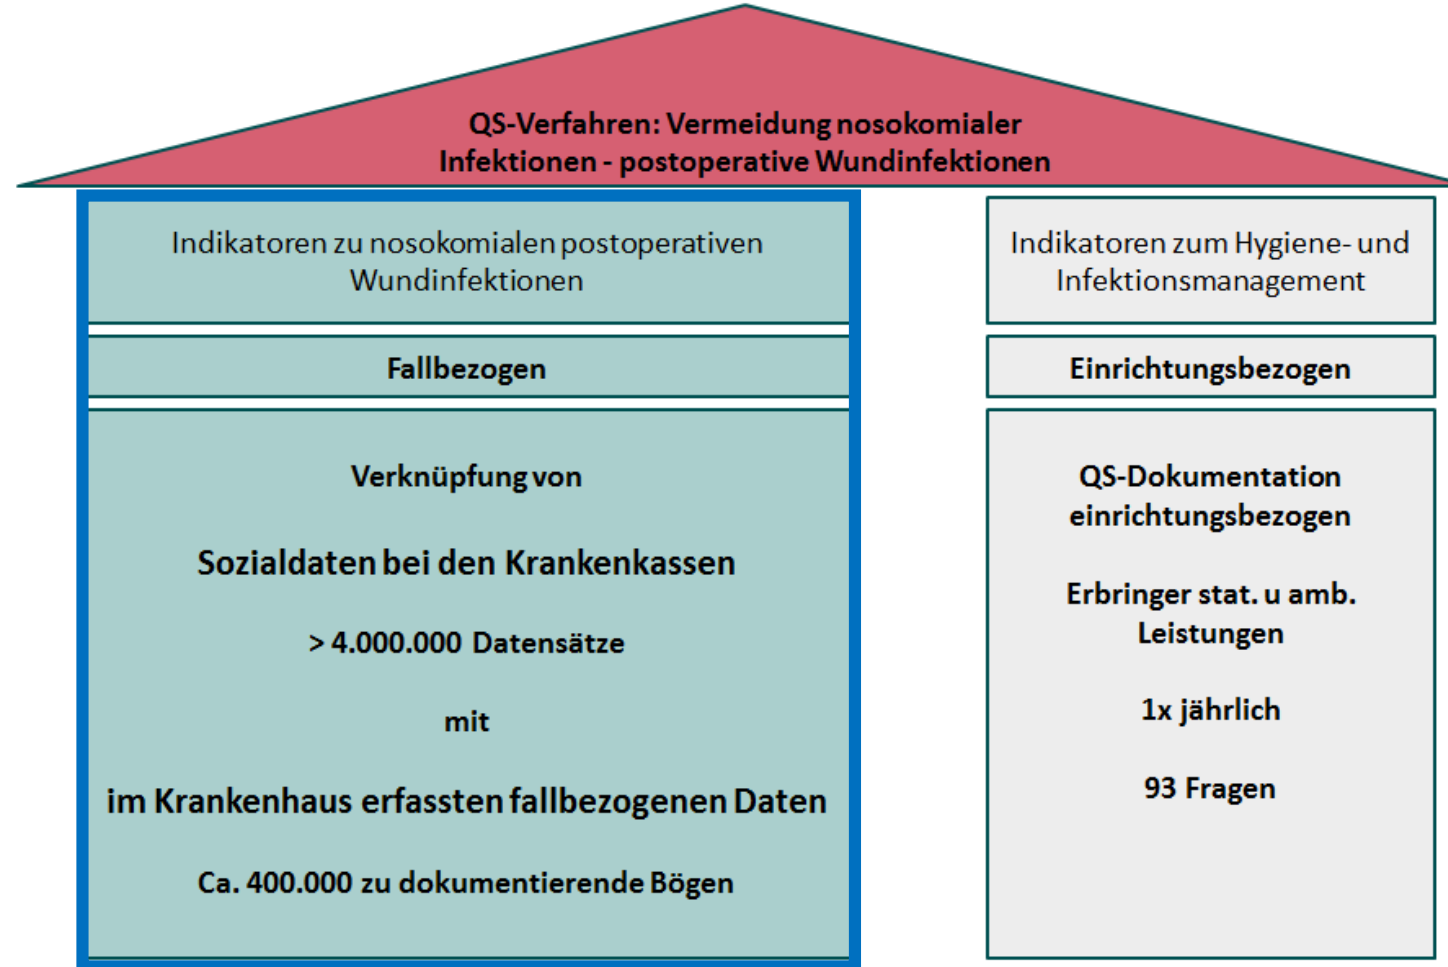 QS-Verfahren: Vermeidung nosokomialer
Infektionen - postoperative Wundinfektionen
Indikatoren zu nosokomialen postoperativen
Wundinfektionen
Fallbezogen
Verknüpfung von
Sozialdaten bei den Krankenkassen
> 4.000.000 Datensätze
mit
im Krankenhaus erfassten fallbezogenen Daten
Ca. 400.000 zu dokumentierende Bögen
Indikatoren zum Hygiene- und
Infektionsmanagement
Einrichtungsbezogen
QS-Dokumentation
einrichtungsbezogen
Erbringer stat. u amb.
Leistungen
1x jährlich
93 Fragen